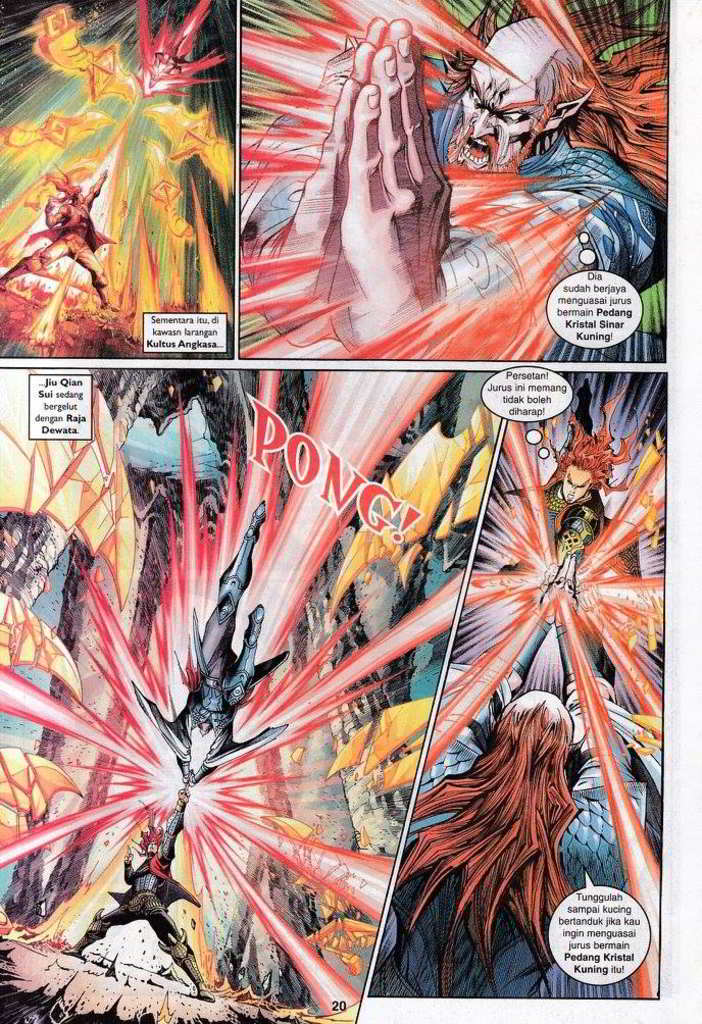 Sementara itu, di
kawasn larangan
Kultus Angkasa...
Dia
sudah berjaya
menguasai jurus
bermain Pedang
Kristal Sinar
Kuning!
...Jiu Qian
Sui sedang
bergelut
dengan Raja
Dewata.
PONG!
Persetan!
Jurus ini memang
tidak boleh
diharap!
Tunggulah
sampai kucing
bertanduk jika kau
ingin menguasai
jurus bermain
Pedang Kristal
Kuning itu!
20